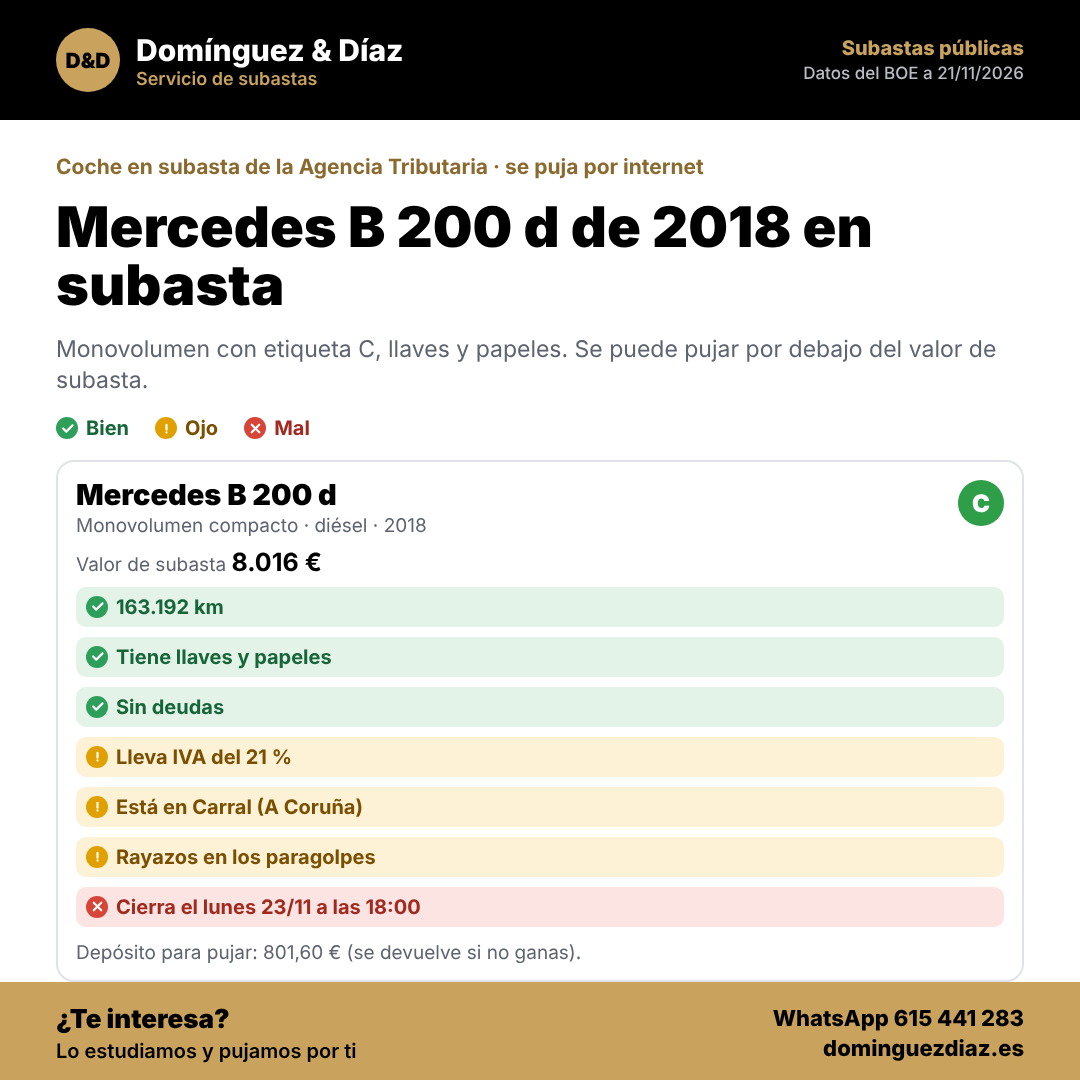 D&D
Domínguez & Díaz
Servicio de subastas
Subastas públicas
Datos del BOE a 21/11/2026
Coche en subasta de la Agencia Tributaria · se puja por internet
Mercedes B 200 d de 2018 en
subasta
Monovolumen con etiqueta C, llaves y papeles. Se puede pujar por debajo del valor de
subasta.
Bien
Ojo
Mal
Mercedes B 200 d
C
Monovolumen compacto · diésel · 2018
Valor de subasta 8.016 €
163.192 km
Tiene llaves y papeles
Sin deudas
Lleva IVA del 21 %
Está en Carral (A Coruña)
Rayazos en los paragolpes
Cierra el lunes 23/11 a las 18:00
Depósito para pujar: 801,60 € (se devuelve si no ganas).
¿Te interesa?
Lo estudiamos y pujamos por ti
WhatsApp 615 441 283
dominguezdiaz.es